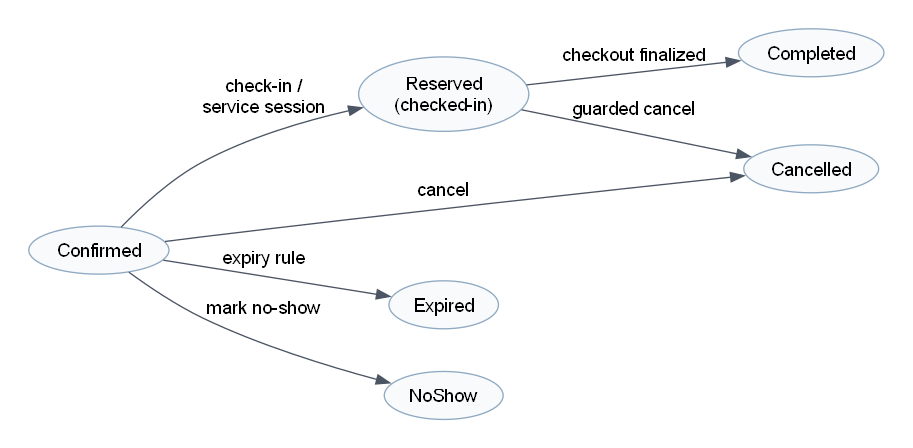 checkout finalized
Completed
check-in /
service session
Reserved
(checked-in)
guarded cancel
Cancelled
cancel
Confirmed
expiry rule
Expired
mark no-show
NoShow